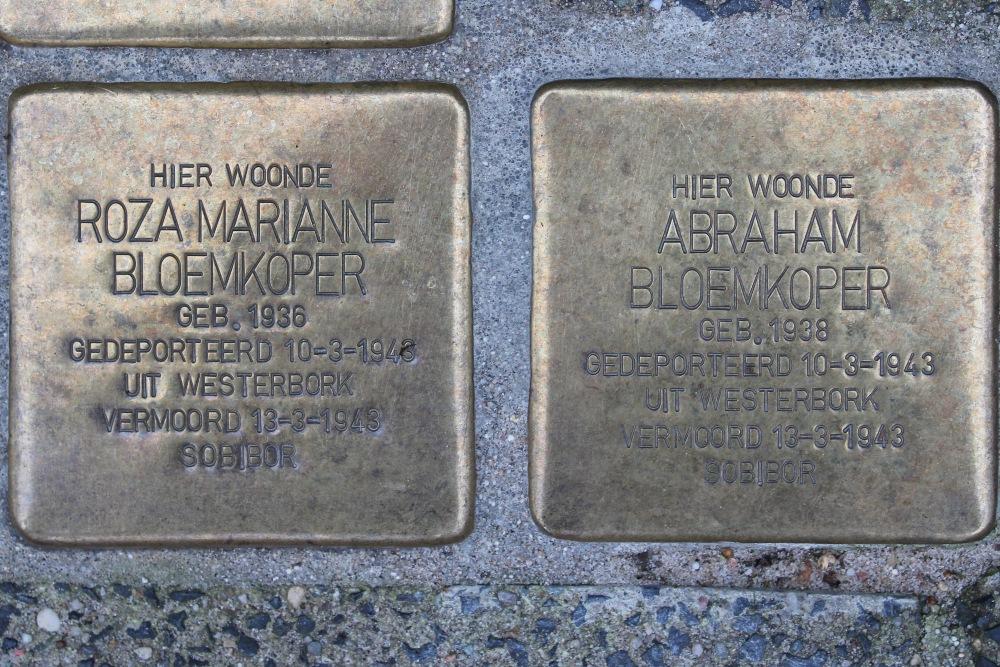 HIER WOONDE
ROZA MARIANNE
BLOEMKOPER
GEB. 1936
GEDEPORTEERD 10-3-1943
UIT WESTERBORK
VERMOORD 13-3-1943
SOBIBOR
HIER WOONDE
ABRAHAM
BLOEMKOPER
GEB. 1938
GEDEPORTEERD 10-3-1943
UIT WESTERBORK
VERMOORD 13-3-1943
SOBIBOR